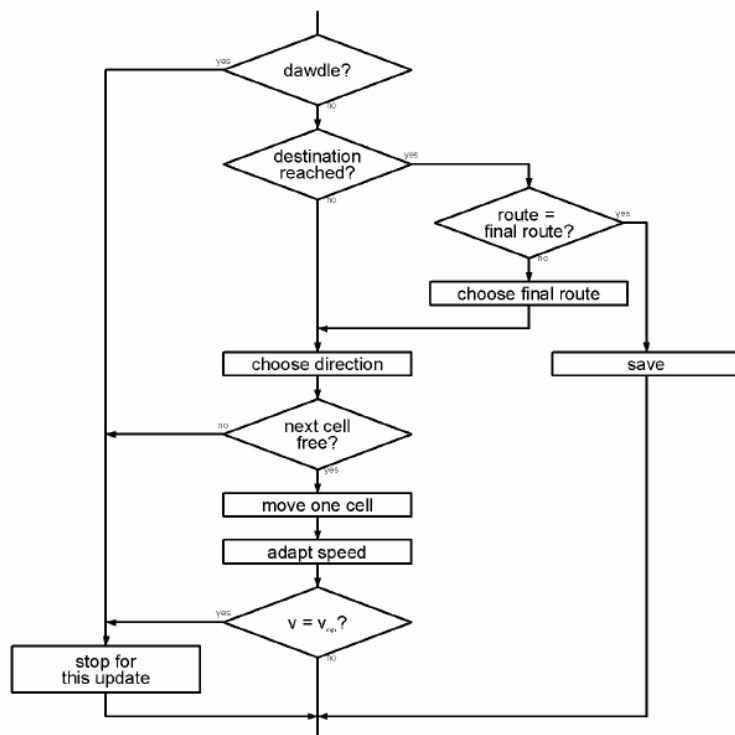 yes
dawdle?
no
destination
reached?
yes
no
route =
final route?
yes
no
choose final route
choose direction
save
no
next cell
free?
yes
move one cell
adapt speed
yes
v = v
?
no
stop for
this update